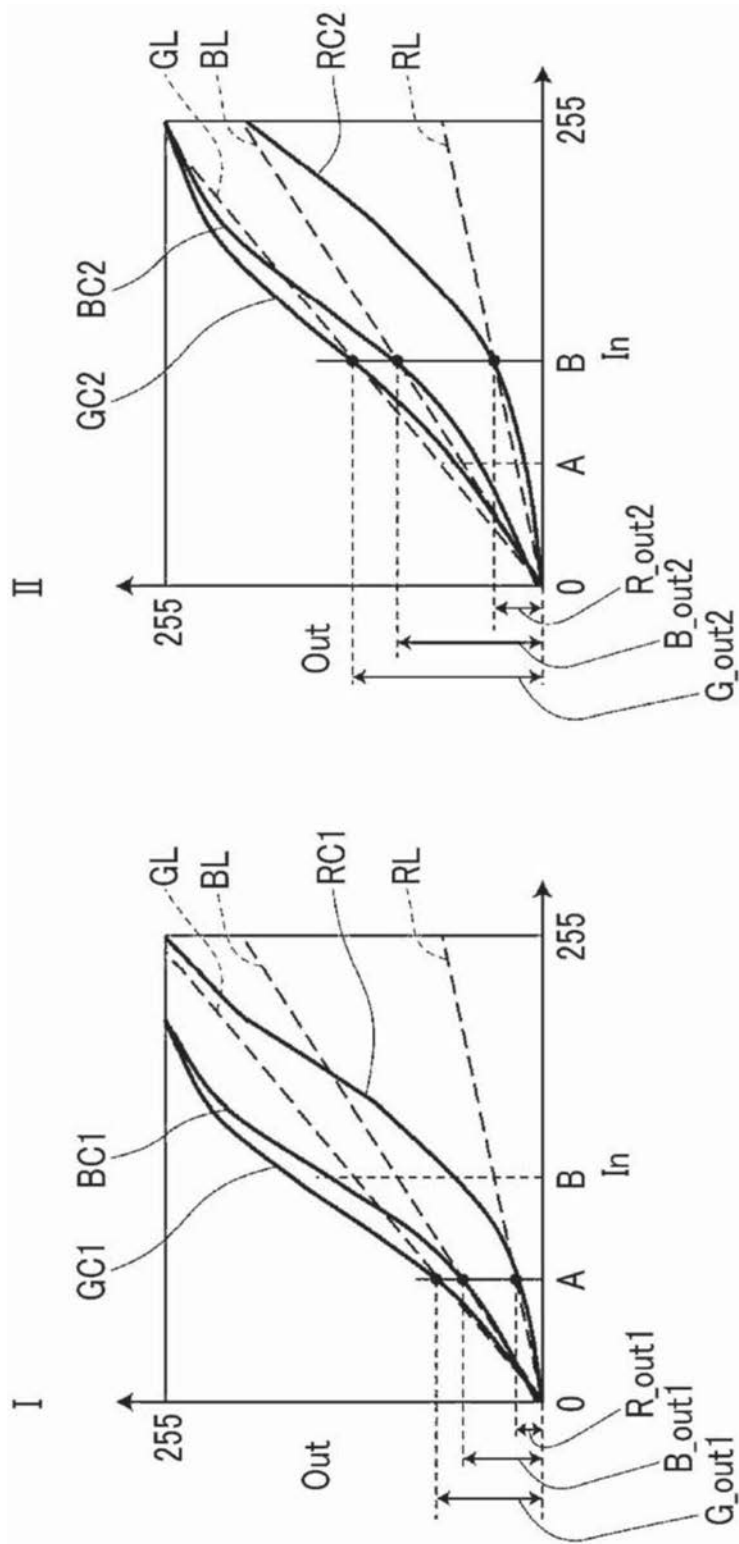 I
255
Out
GC1
BC1
GL
BL
RC1
RL
0
A
B
255
In
R_out1
B_out1
G_out1
II
255
Out
GC2
BC2
GL
BL
RC2
RL
0
A
B
255
In
R_out2
B_out2
G_out2